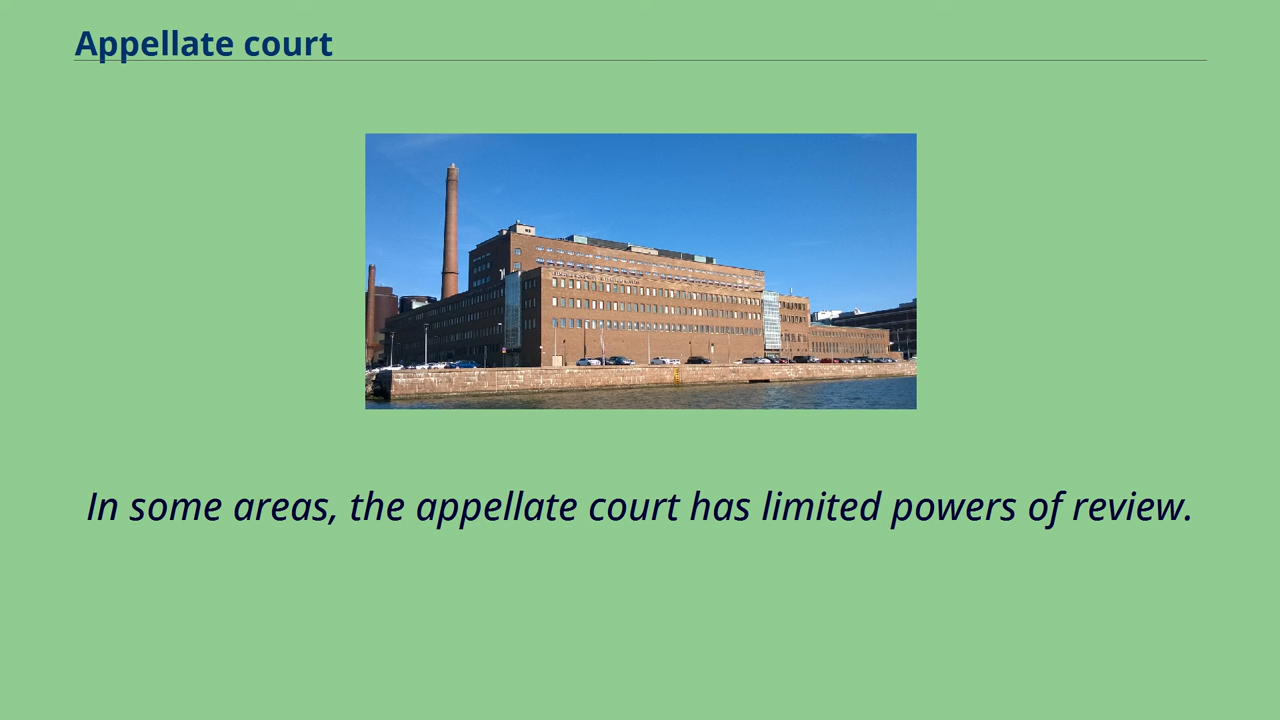 Appellate court
In some areas, the appellate court has limited powers of review.